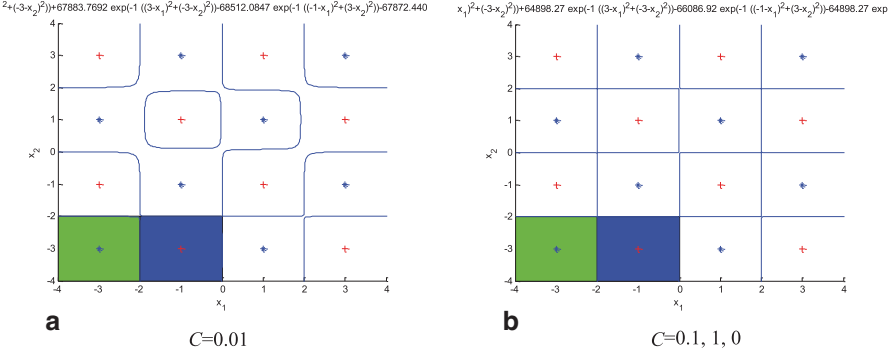 ²+(-3-x₂)²))+67883.7692 exp(-1 ((3-x₁)²+(-3-x₂)²))-68512.0847 exp(-1 ((-1-x₁)²+(3-x₂)²))-67872.440
x₁)²+(-3-x₂)²))+64898.27 exp(-1 ((3-x₁)²+(-3-x₂)²))-66086.92 exp(-1 ((-1-x₁)²+(3-x₂)²))-64898.27 exp
4
3
2
1
0
-1
-2
-3
-4
x₂
-4 -3 -2 -1 0 1 2 3 4
x₁
4
3
2
1
0
-1
-2
-3
-4
x₂
-4 -3 -2 -1 0 1 2 3 4
x₁
a
C=0.01
b
C=0.1, 1, 0